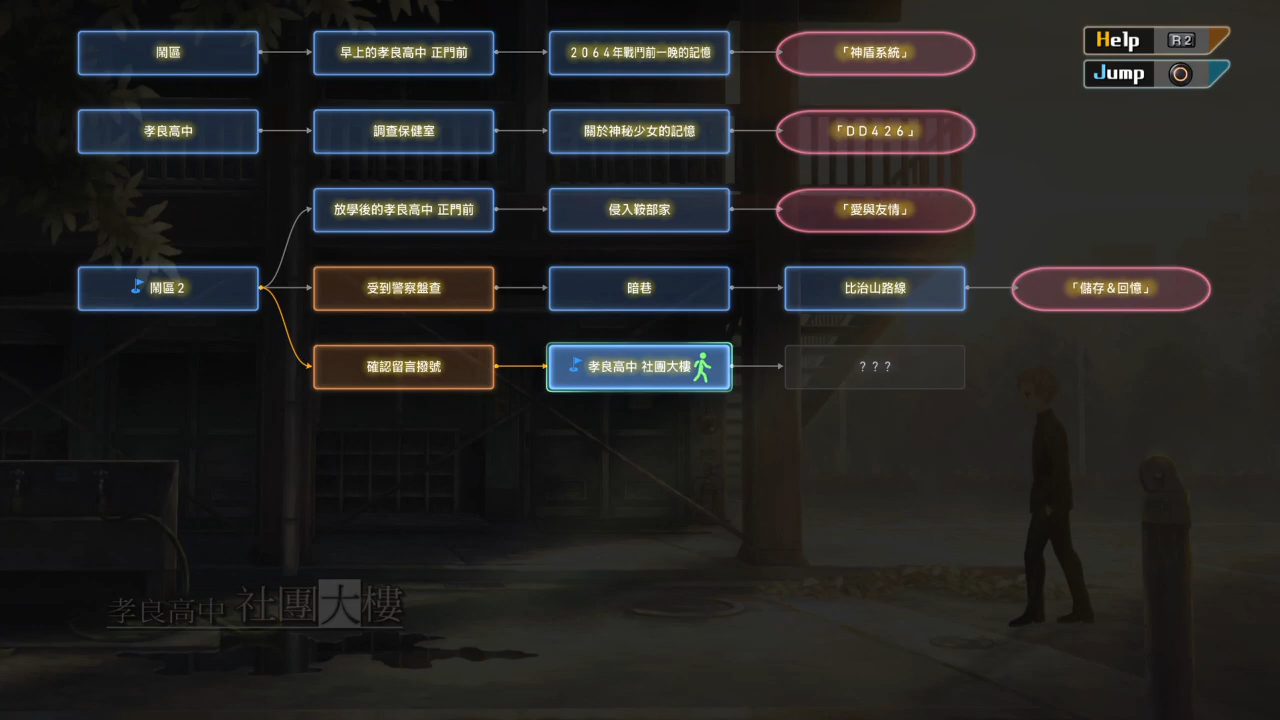 鬧區
早上的孝良高中 正門前
2064年戰鬥前一晚的記憶
「神盾系統」
Help R2
Jump
孝良高中
調查保健室
關於神秘少女的記憶
「DD426」
放學後的孝良高中 正門前
侵入鞍部家
「愛與友情」
鬧區2
受到警察盤查
暗巷
比治山路線
「儲存&回憶」
確認留言撥號
孝良高中 社團大樓
???
孝良高中 社團大樓